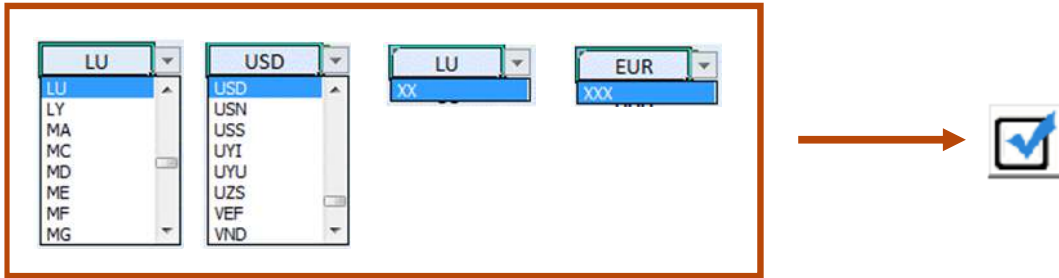 LU
LU
LY
MA
MC
MD
ME
MF
MG
USD
USD
USN
USS
UYI
UYU
UZS
VEF
VND
LU
XX
EUR
XXX